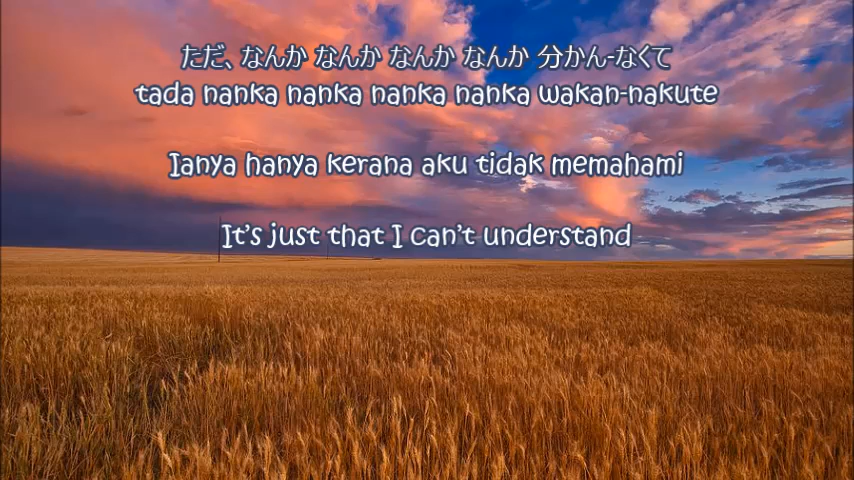 ただ、なんか なんか なんか なんか 分かん-なくて
tada nanka nanka nanka nanka wakan-nakute
Ianya hanya kerana aku tidak memahami
It's just that I can't understand